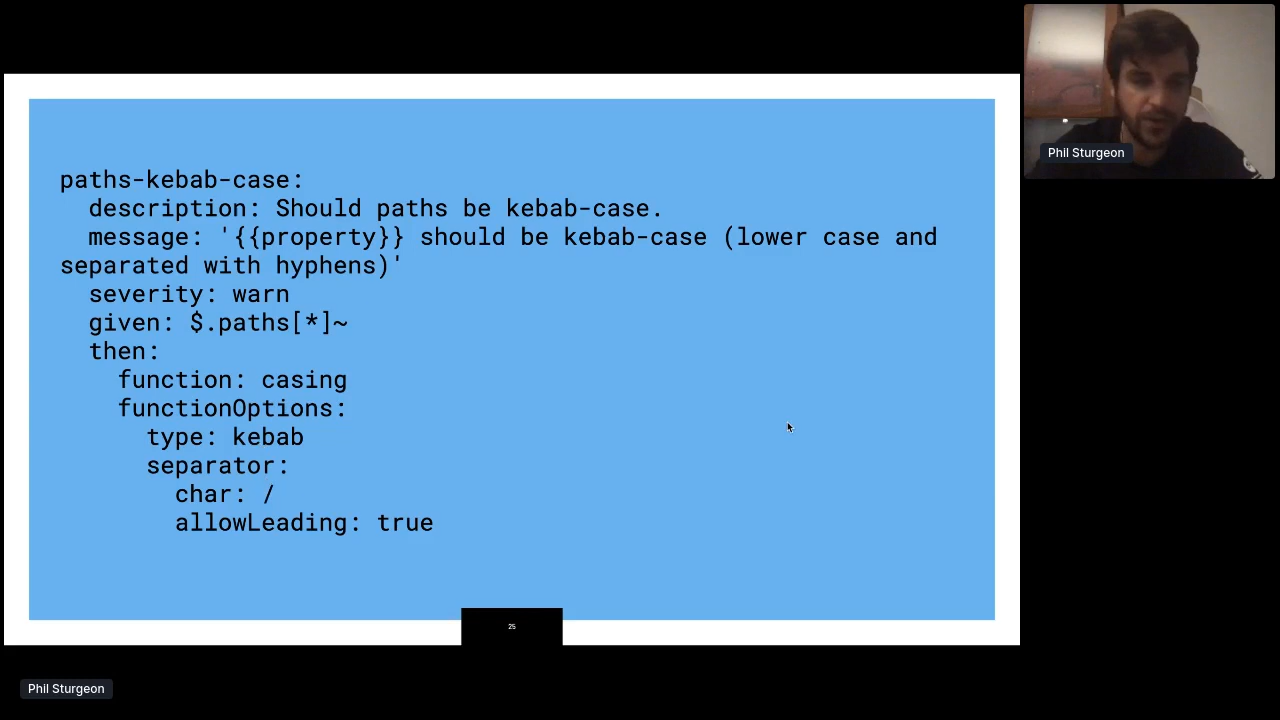 paths-kebab-case:
description: Should paths be kebab-case.
message: '{{property}} should be kebab-case (lower case and
separated with hyphens)'
severity: warn
given: $.paths[*]~
then:
function: casing
functionOptions:
type: kebab
separator:
char: /
allowLeading: true
25
Phil Sturgeon
Phil Sturgeon